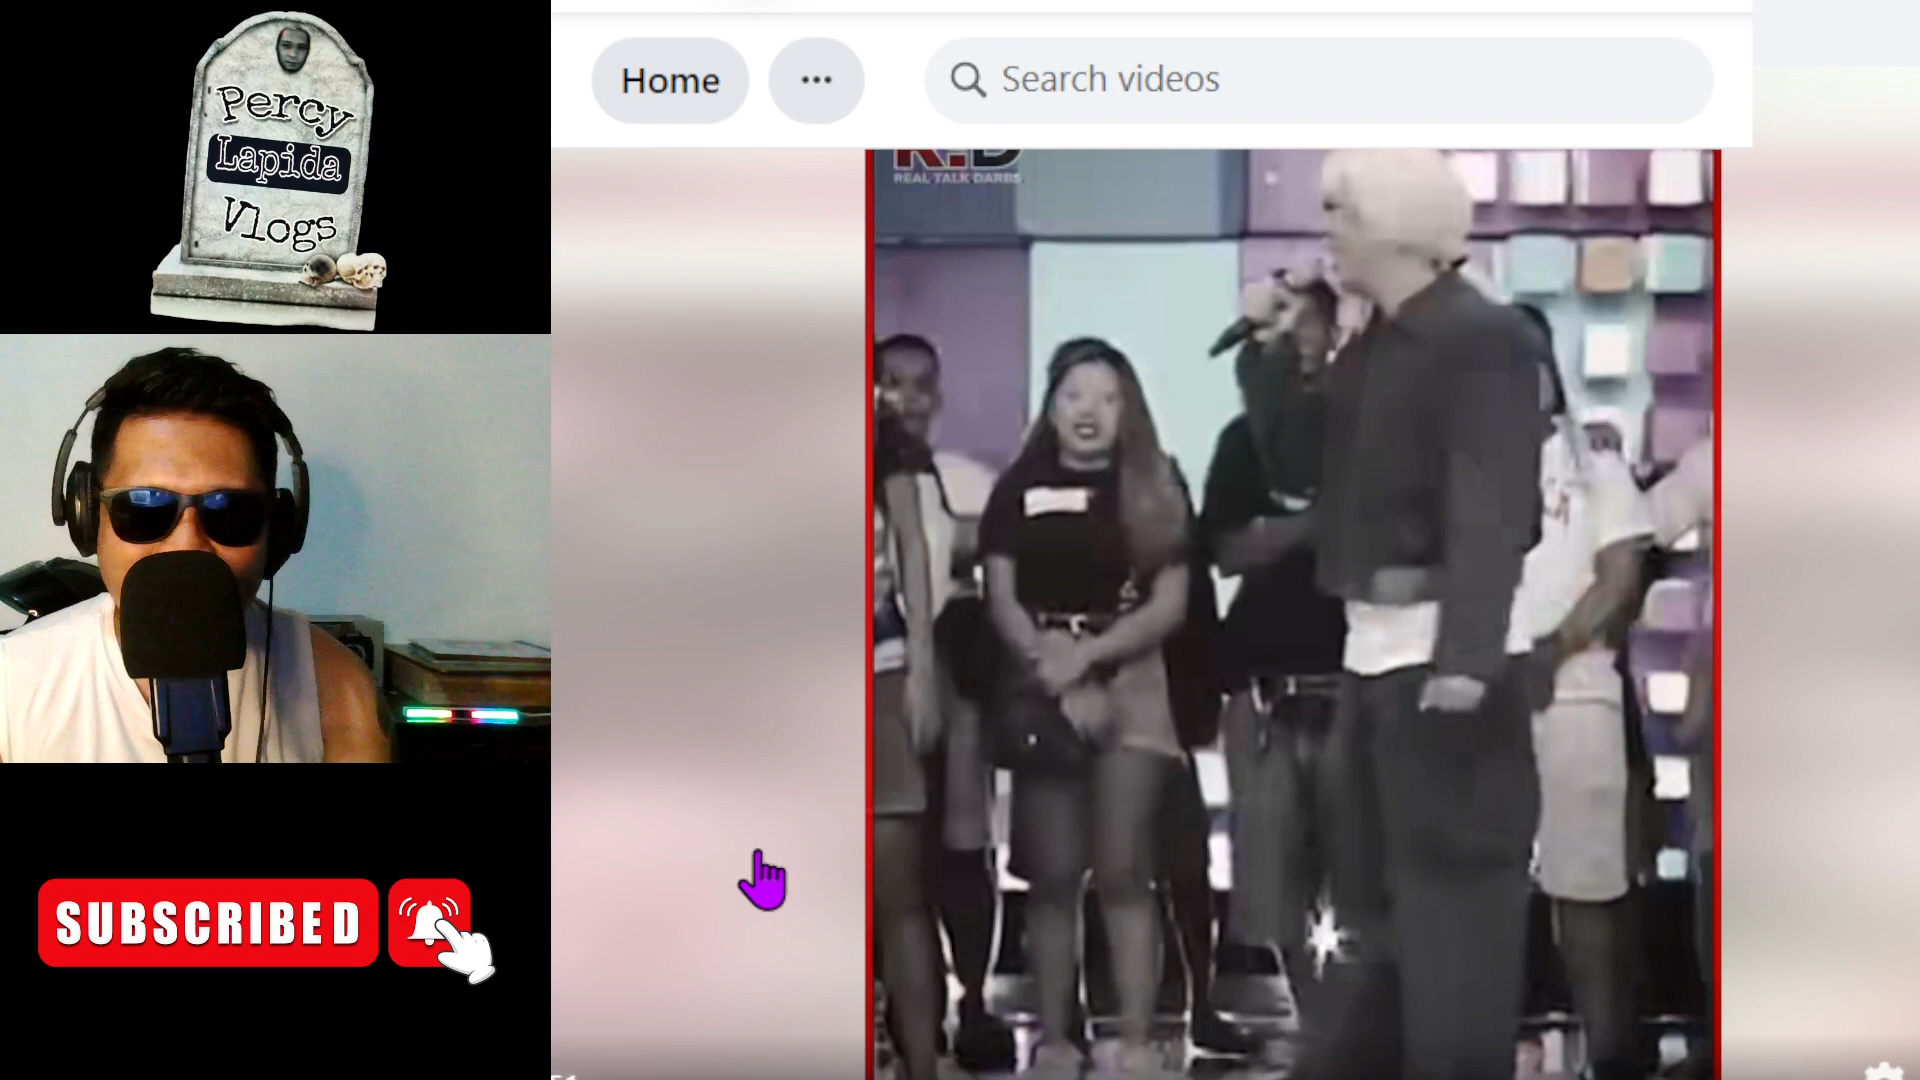 Percy
Lapida
Vlogs
Home
Search videos
REAL TALK DARBS
SUBSCRIBED